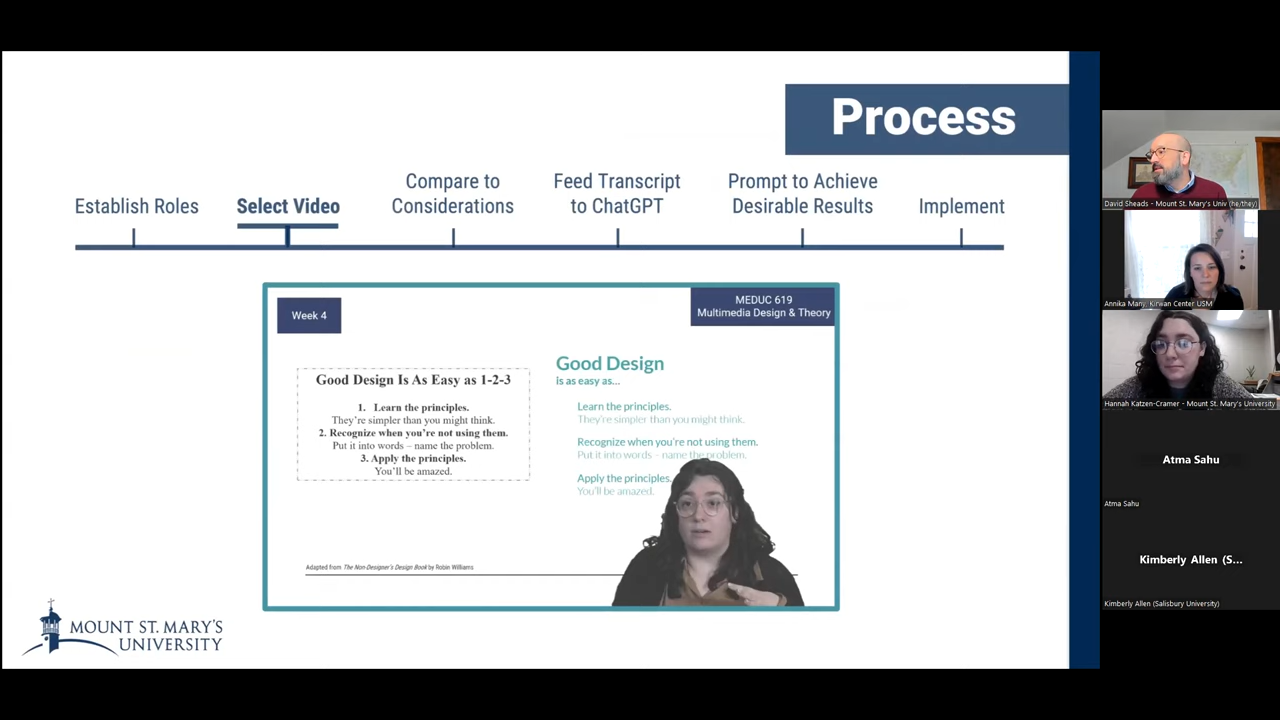 Process
Establish Roles
Select Video
Compare to
Considerations
Feed Transcript
to ChatGPT
Prompt to Achieve
Desirable Results
Implement
Week 4
MEDUC 619
Multimedia Design & Theory
Good Design Is As Easy as 1-2-3
1. Learn the principles.
They're simpler than you might think.
2. Recognize when you're not using them.
Put it into words – name the problem.
3. Apply the principles.
You'll be amazed.
Good Design
is as easy as...
Learn the principles.
They're simpler than you might think.
Recognize when you're not using them.
Put it into words – name the problem.
Apply the principles.
You'll be amazed.
Adapted from The Non-Designer's Design Book by Robin Williams
MOUNT ST. MARY'S
UNIVERSITY
David Sheads - Mount St. Mary's Univ (he/they)
Annika Many, Kirwan Center USM
Hannah Katzen-Cramer - Mount St. Mary's University
Atma Sahu
Atma Sahu
Kimberly Allen (S...
Kimberly Allen (Salisbury University)